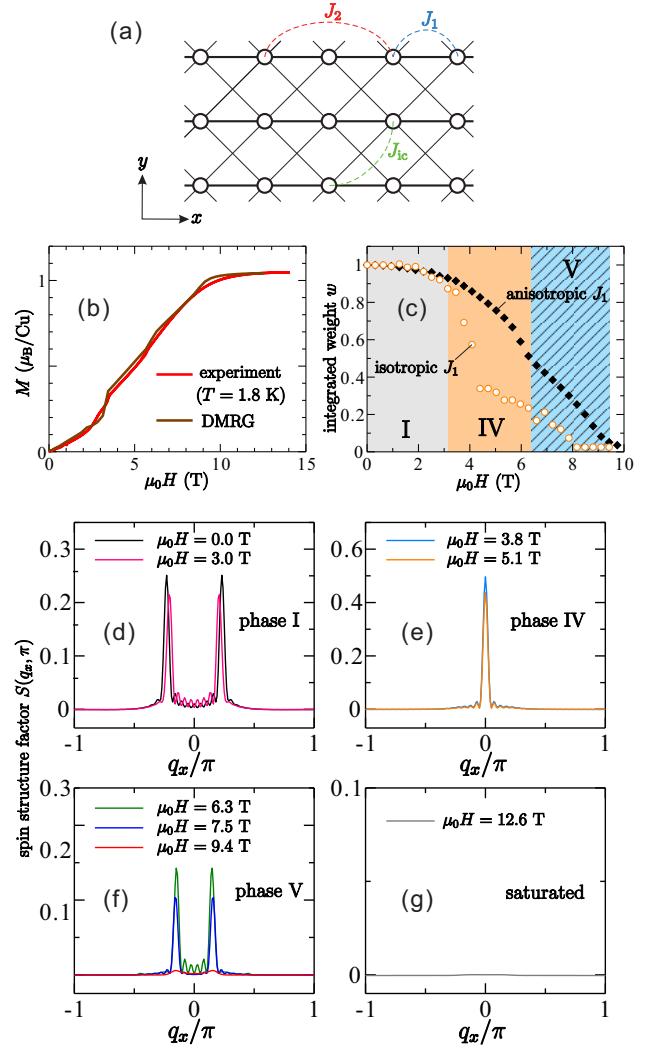 (a)
J₂
J₁
J_ic
y
x
M (μ_B/Cu)
1
0
0
5
10
15
μ₀H (T)
(b)
experiment
(T = 1.8 K)
DMRG
integrated weight w
1
0.8
0.6
0.4
0.2
0
0
2
4
6
8
10
μ₀H (T)
(c)
V
anisotropic J₁
isotropic J₁
I
IV
spin structure factor S(qₓ, π)
0.3
0.2
0.1
0
-1
0
1
qₓ/π
μ₀H = 0.0 T
μ₀H = 3.0 T
(d)
phase I
0.6
0.4
0.2
0
-1
0
1
qₓ/π
μ₀H = 3.8 T
μ₀H = 5.1 T
(e)
phase IV
0.3
0.2
0.1
-1
0
1
qₓ/π
μ₀H = 6.3 T
μ₀H = 7.5 T
μ₀H = 9.4 T
(f)
phase V
0.1
0
-1
0
1
qₓ/π
μ₀H = 12.6 T
(g)
saturated